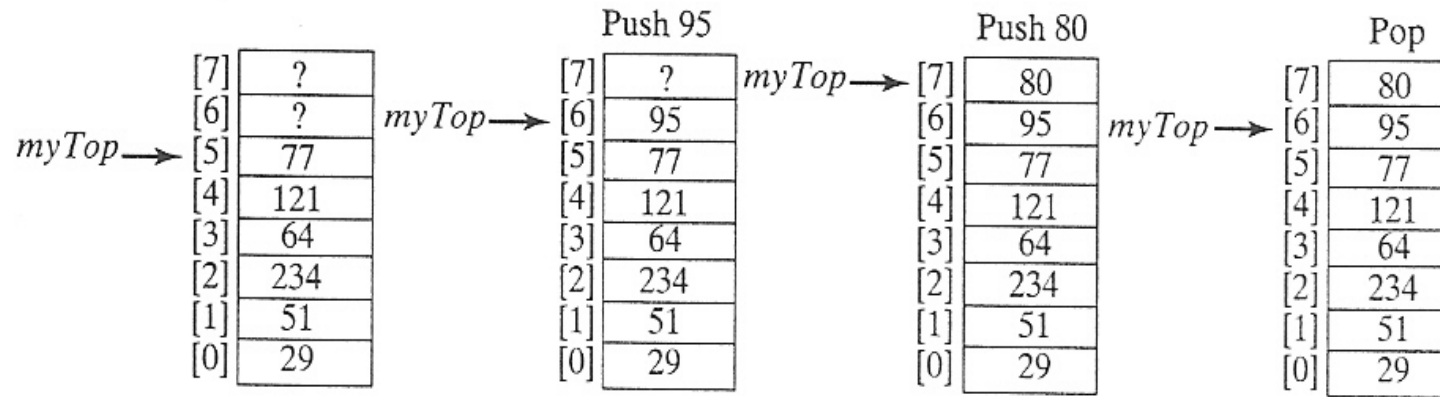 Push 95 Push 80 Pop
[7] ? [7] ? myTop [7] 80 [7] 80
[6] ? myTop [6] 95 [6] 95 myTop [6] 95
myTop [5] 77 [5] 77 [5] 77 [5] 77
[4] 121 [4] 121 [4] 121 [4] 121
[3] 64 [3] 64 [3] 64 [3] 64
[2] 234 [2] 234 [2] 234 [2] 234
[1] 51 [1] 51 [1] 51 [1] 51
[0] 29 [0] 29 [0] 29 [0] 29